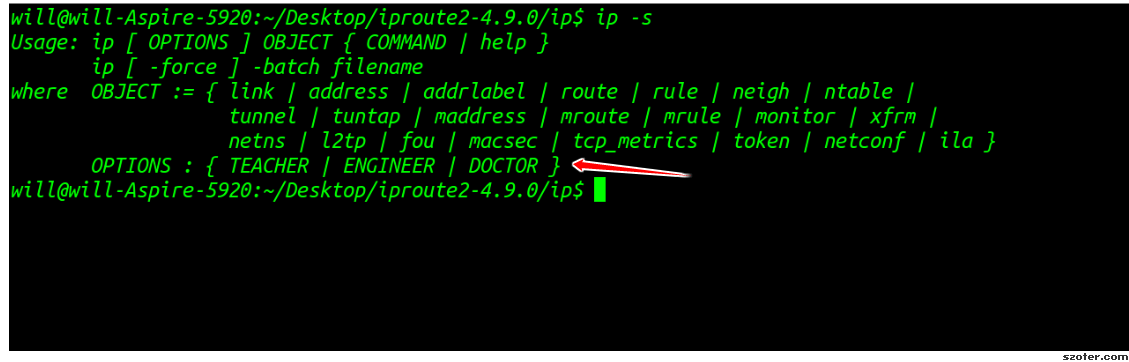 will@will-Aspire-5920:~/Desktop/iproute2-4.9.0/ip$ ip -s
Usage: ip [ OPTIONS ] OBJECT { COMMAND | help }
       ip [ -force ] -batch filename
where  OBJECT := { link | address | addrlabel | route | rule | neigh | ntable |
                   tunnel | tuntap | maddress | mroute | mrule | monitor | xfrm |
                   netns | l2tp | fou | macsec | tcp_metrics | token | netconf | ila }
       OPTIONS : { TEACHER | ENGINEER | DOCTOR }
will@will-Aspire-5920:~/Desktop/iproute2-4.9.0/ip$
szoter.com